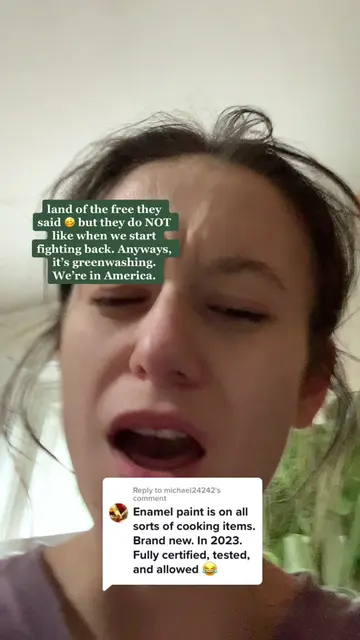 land of the free they
said 😋 but they do NOT
like when we start
fighting back. Anyways,
it's greenwashing.
We're in America.
Reply to michael24242's
comment
Enamel paint is on all
sorts of cooking items.
Brand new. In 2023.
Fully certified, tested,
and allowed 😂